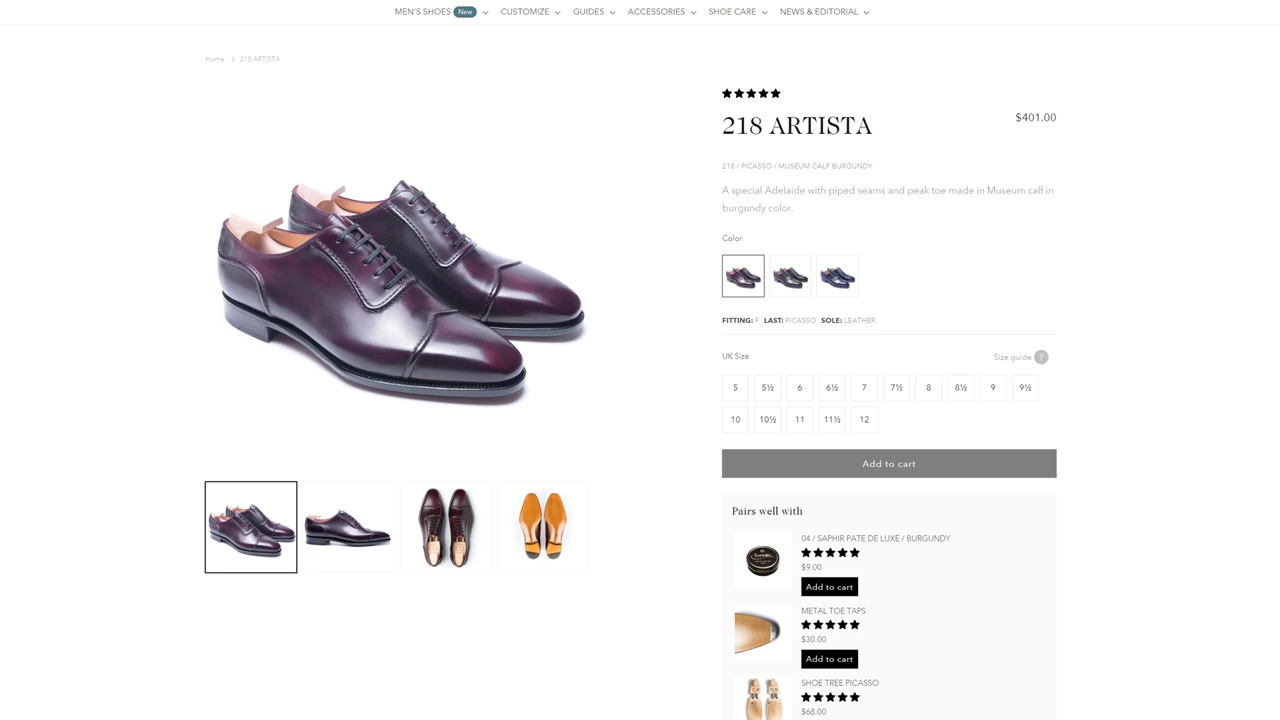 MEN'S SHOES New CUSTOMIZE GUIDES ACCESSORIES SHOE CARE NEWS & EDITORIAL
Home 218 ARTISTA
218 ARTISTA
$401.00
218 / PICASSO / MUSEUM CALF BURGUNDY
A special Adelaide with piped seams and peak toe made in Museum calf in
burgundy color.
Color
FITTING: F LAST: PICASSO SOLE: LEATHER
UK Size
Size guide ?
5 5½ 6 6½ 7 7½ 8 8½ 9 9½
10 10½ 11 11½ 12
Add to cart
Pairs well with
04 / SAPHIR PATE DE LUXE / BURGUNDY
$9.00
Add to cart
METAL TOE TAPS
$30.00
Add to cart
SHOE TREE PICASSO
$68.00